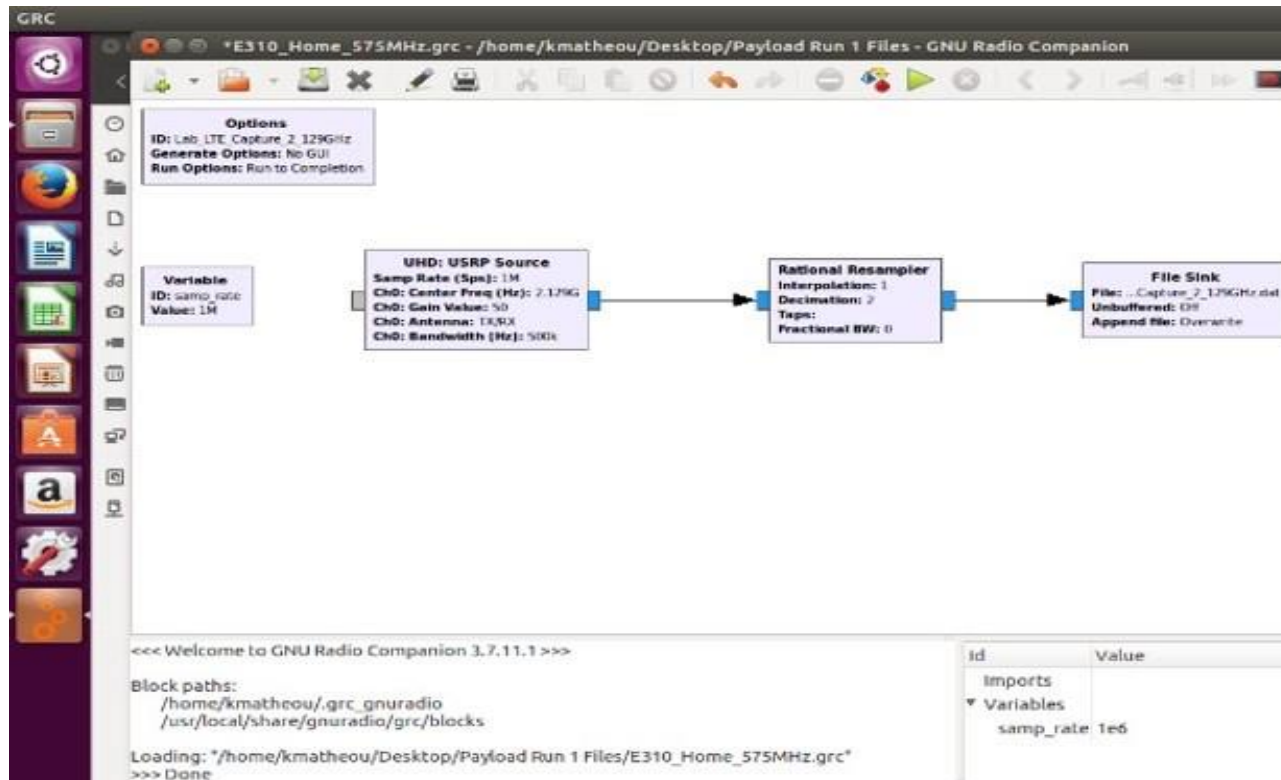 GRC
*E310_Home_575MHz.grc - /home/kmatheou/Desktop/Payload Run 1 Files - GNU Radio Companion
Options
ID: Lab_LTE_Capture_2_129GHz
Generate Options: No GUI
Run Options: Run to Completion
Variable
ID: samp_rate
Value: 1M
UHD: USRP Source
Samp Rate (Sps): 1M
Ch0: Center Freq (Hz): 2.129G
Ch0: Gain Value: 50
Ch0: Antenna: TX/RX
Ch0: Bandwidth (Hz): 500k
Rational Resampler
Interpolation: 1
Decimation: 2
Taps:
Fractional BW: 0
File Sink
File: ...Capture_2_129GHz.dat
Unbuffered: Off
Append file: Overwrite
<<< Welcome to GNU Radio Companion 3.7.11.1 >>>
Block paths:
/home/kmatheou/.grc_gnuradio
/usr/local/share/gnuradio/grc/blocks
Loading: "/home/kmatheou/Desktop/Payload Run 1 Files/E310_Home_575MHz.grc"
>>> Done
Id Value
Imports
Variables
samp_rate 1e6